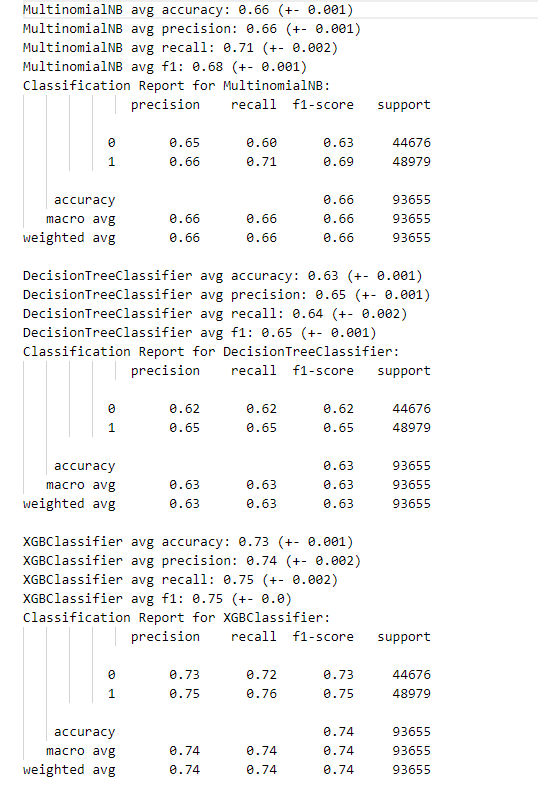 MultinomialNB avg accuracy: 0.66 (+- 0.001)
MultinomialNB avg precision: 0.66 (+- 0.001)
MultinomialNB avg recall: 0.71 (+- 0.002)
MultinomialNB avg f1: 0.68 (+- 0.001)
Classification Report for MultinomialNB:
precision recall f1-score support
0 0.65 0.60 0.63 44676
1 0.66 0.71 0.69 48979
accuracy 0.66 93655
macro avg 0.66 0.66 0.66 93655
weighted avg 0.66 0.66 0.66 93655
DecisionTreeClassifier avg accuracy: 0.63 (+- 0.001)
DecisionTreeClassifier avg precision: 0.65 (+- 0.001)
DecisionTreeClassifier avg recall: 0.64 (+- 0.002)
DecisionTreeClassifier avg f1: 0.65 (+- 0.001)
Classification Report for DecisionTreeClassifier:
precision recall f1-score support
0 0.62 0.62 0.62 44676
1 0.65 0.65 0.65 48979
accuracy 0.63 93655
macro avg 0.63 0.63 0.63 93655
weighted avg 0.63 0.63 0.63 93655
XGBClassifier avg accuracy: 0.73 (+- 0.001)
XGBClassifier avg precision: 0.74 (+- 0.002)
XGBClassifier avg recall: 0.75 (+- 0.002)
XGBClassifier avg f1: 0.75 (+- 0.0)
Classification Report for XGBClassifier:
precision recall f1-score support
0 0.73 0.72 0.73 44676
1 0.75 0.76 0.75 48979
accuracy 0.74 93655
macro avg 0.74 0.74 0.74 93655
weighted avg 0.74 0.74 0.74 93655